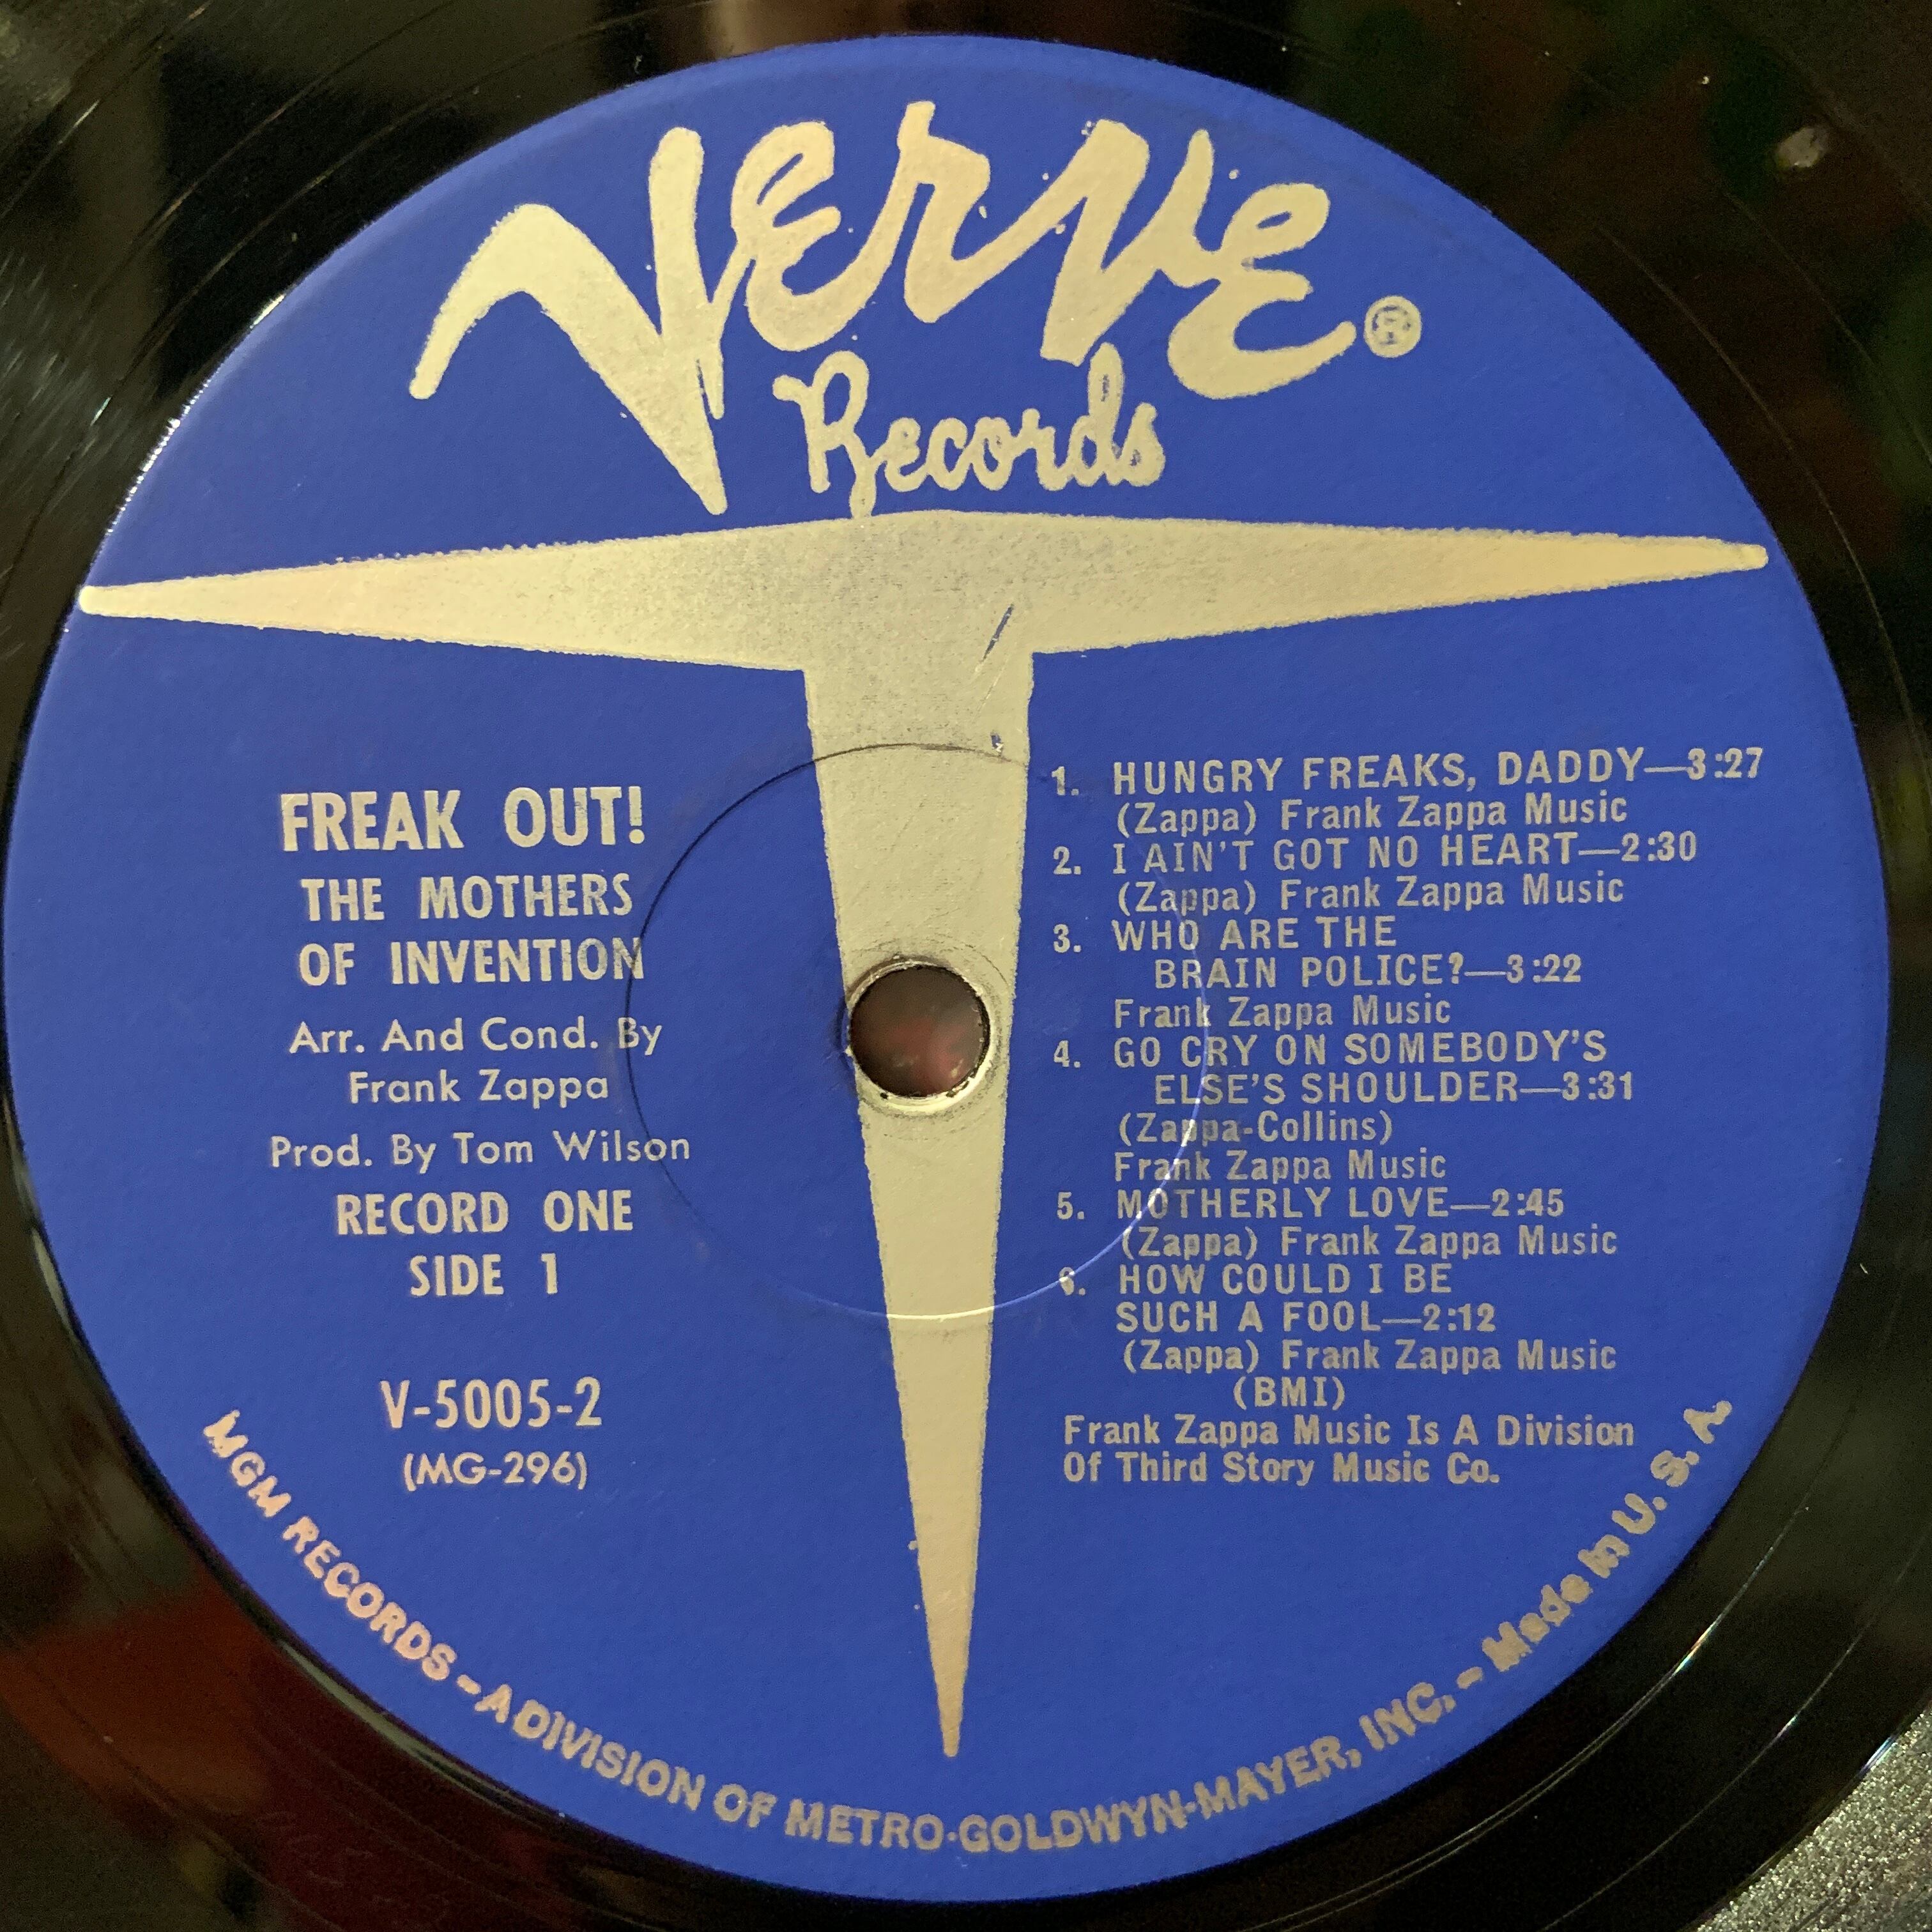 Verve®
Records
FREAK OUT!
THE MOTHERS
OF INVENTION
Arr. And Cond. By
Frank Zappa
Prod. By Tom Wilson
RECORD ONE
SIDE 1
V-5005-2
(MG-296)
1. HUNGRY FREAKS, DADDY—3:27
(Zappa) Frank Zappa Music
2. I AIN'T GOT NO HEART—2:30
(Zappa) Frank Zappa Music
3. WHO ARE THE
BRAIN POLICE?—3:22
Frank Zappa Music
4. GO CRY ON SOMEBODY'S
ELSE'S SHOULDER—3:31
(Zappa-Collins)
Frank Zappa Music
5. MOTHERLY LOVE—2:45
(Zappa) Frank Zappa Music
6. HOW COULD I BE
SUCH A FOOL—2:12
(Zappa) Frank Zappa Music
(BMI)
Frank Zappa Music Is A Division
Of Third Story Music Co.
MGM RECORDS - A DIVISION OF METRO-GOLDWYN-MAYER, INC. - Made in U. S. A.